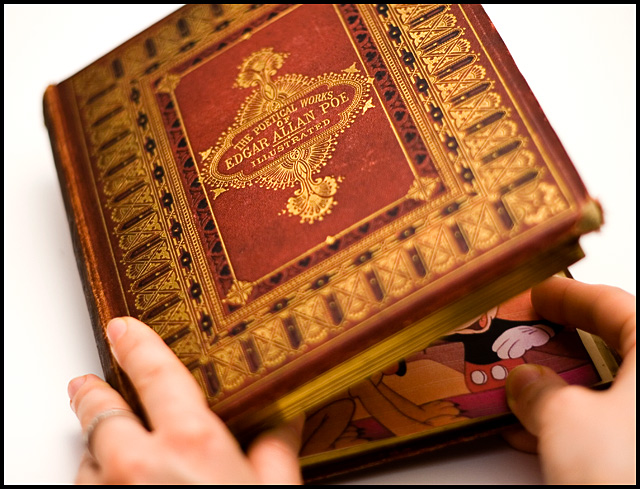 THE POETICAL WORKS
OF
EDGAR ALLAN POE
ILLUSTRATED